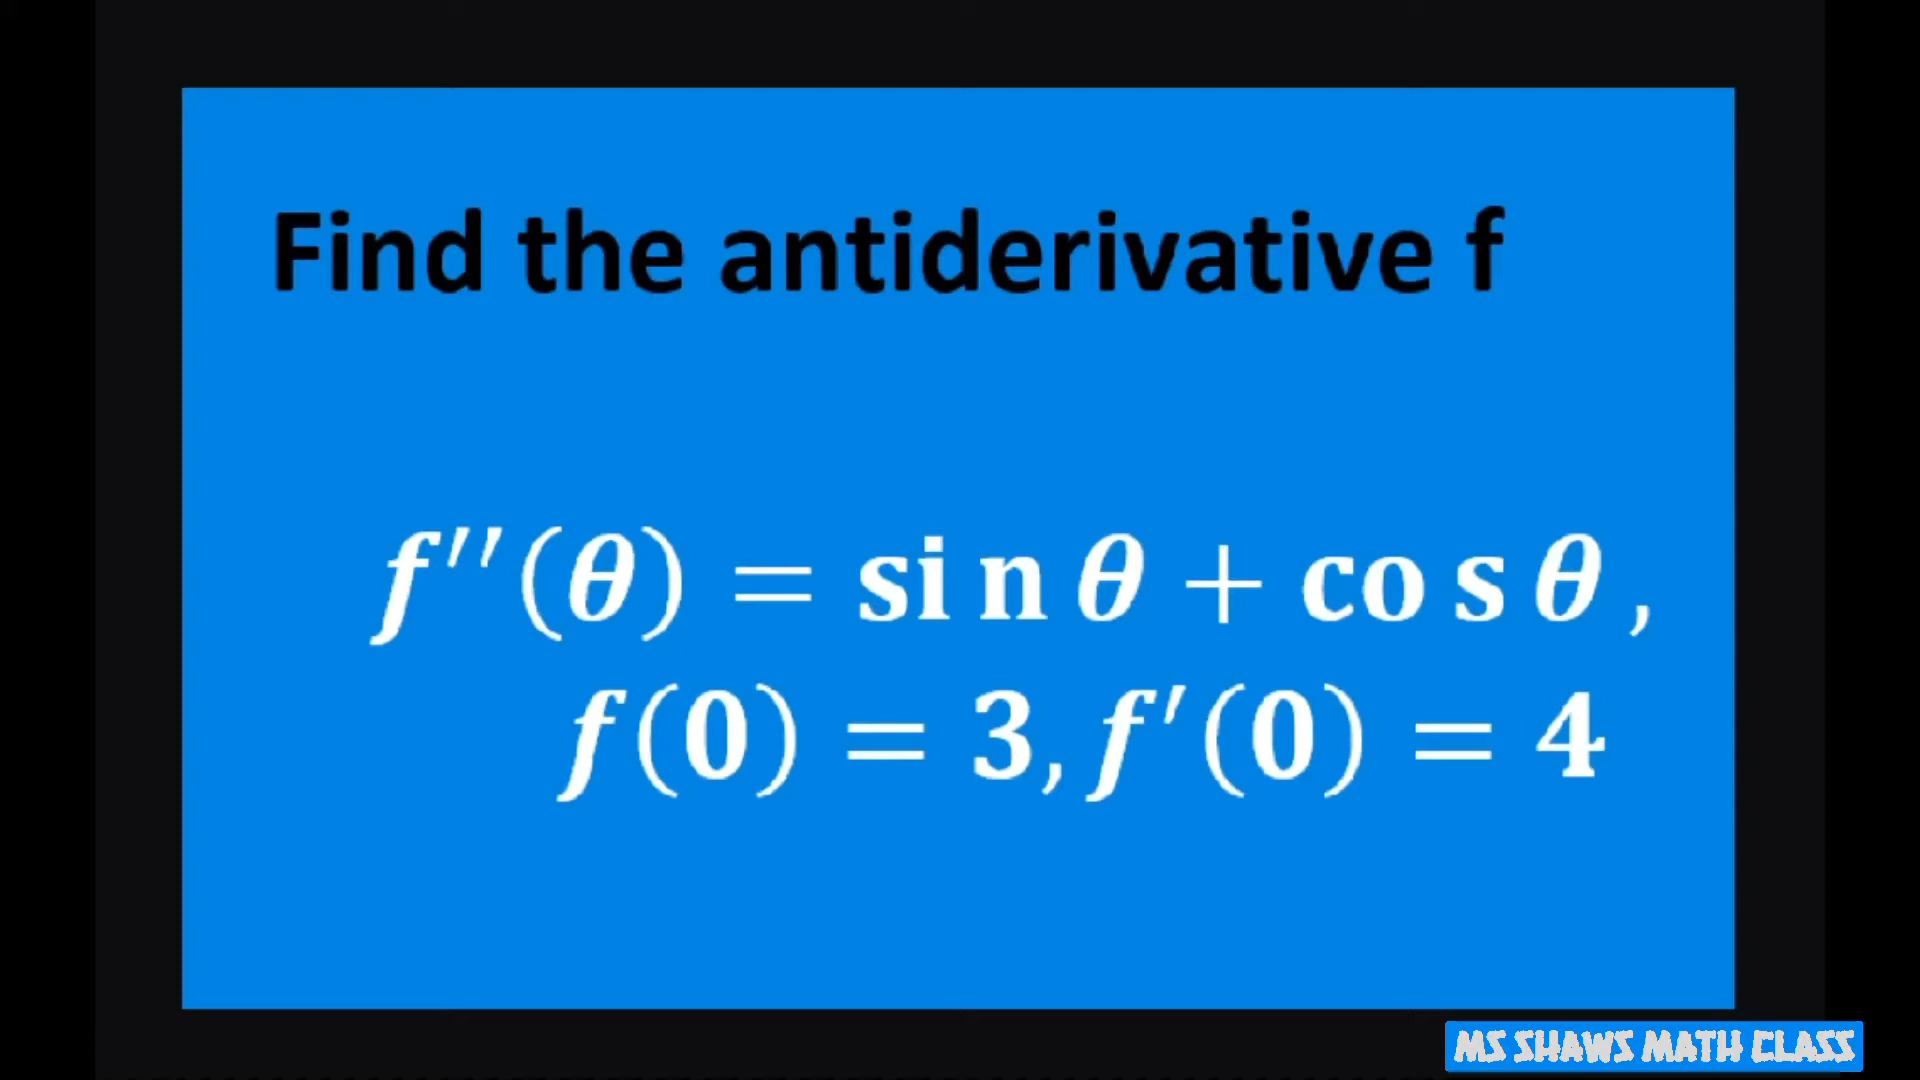 Find the antiderivative f
f''(θ) = sin θ + cos θ,
f(0) = 3, f'(0) = 4
MS SHAWS MATH CLASS